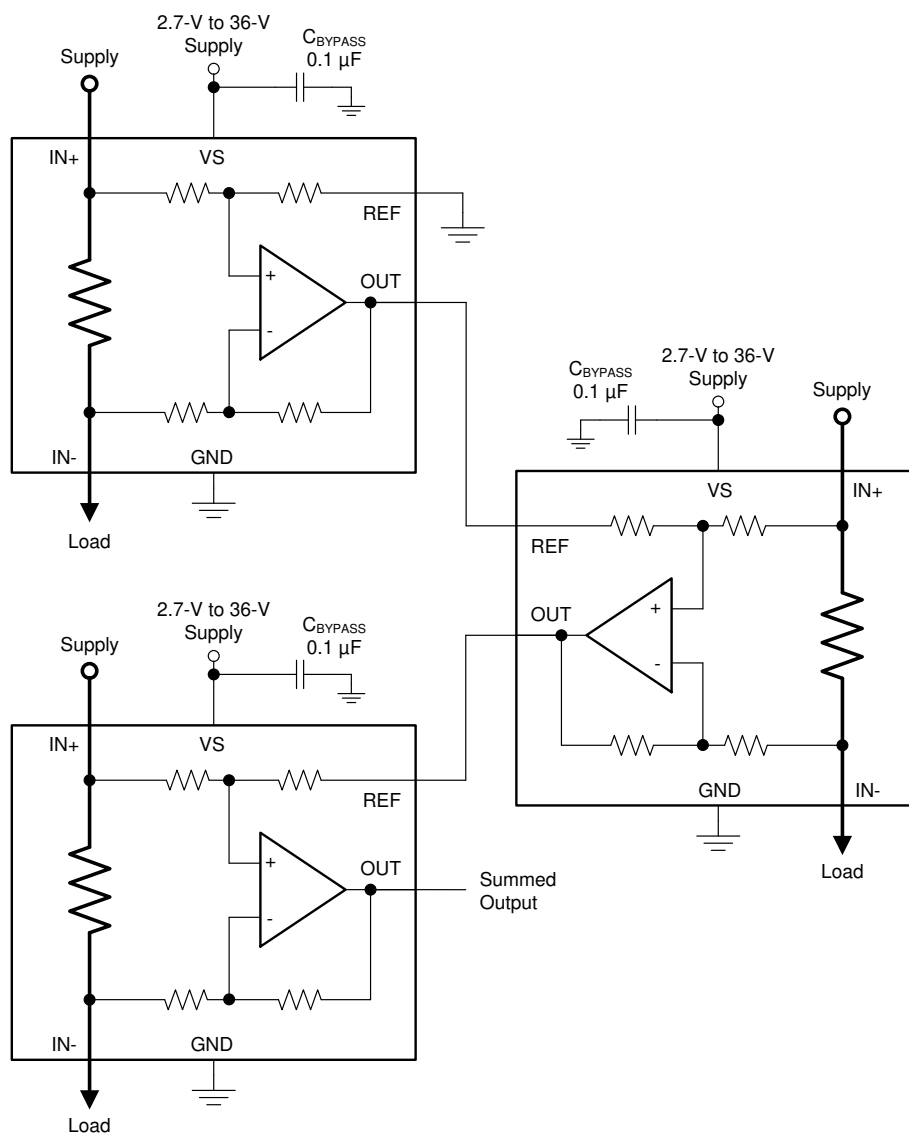 2.7-V to 36-V
Supply
CBYPASS
0.1 µF
Supply
IN+
VS
REF
+
OUT
-
IN-
GND
Load
2.7-V to 36-V
Supply
CBYPASS
0.1 µF
Supply
VS
IN+
REF
OUT
+
-
GND
IN-
Load
2.7-V to 36-V
Supply
CBYPASS
0.1 µF
Supply
IN+
VS
REF
+
OUT
-
Summed
Output
IN-
GND
Load